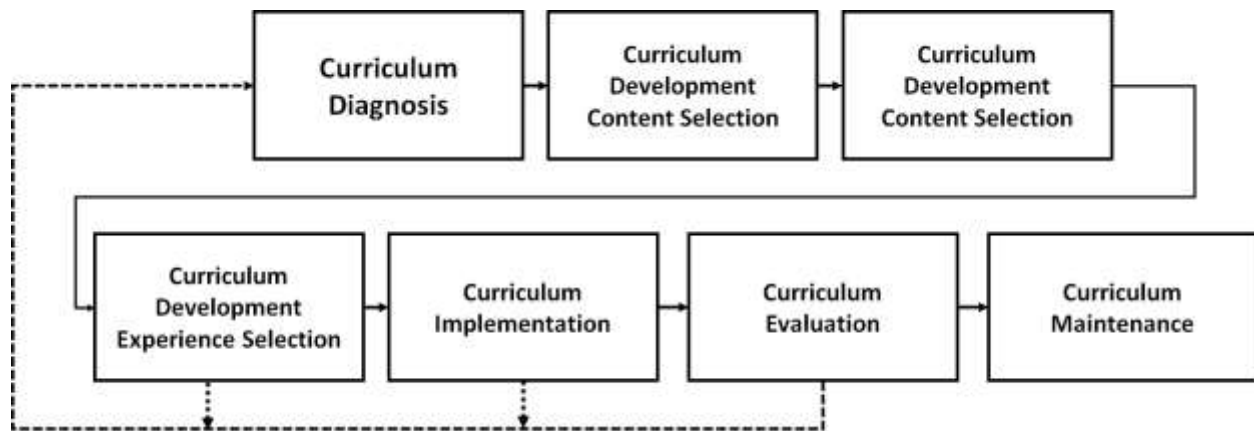 Curriculum
Diagnosis
Curriculum
Development
Content Selection
Curriculum
Development
Content Selection
Curriculum
Development
Experience Selection
Curriculum
Implementation
Curriculum
Evaluation
Curriculum
Maintenance